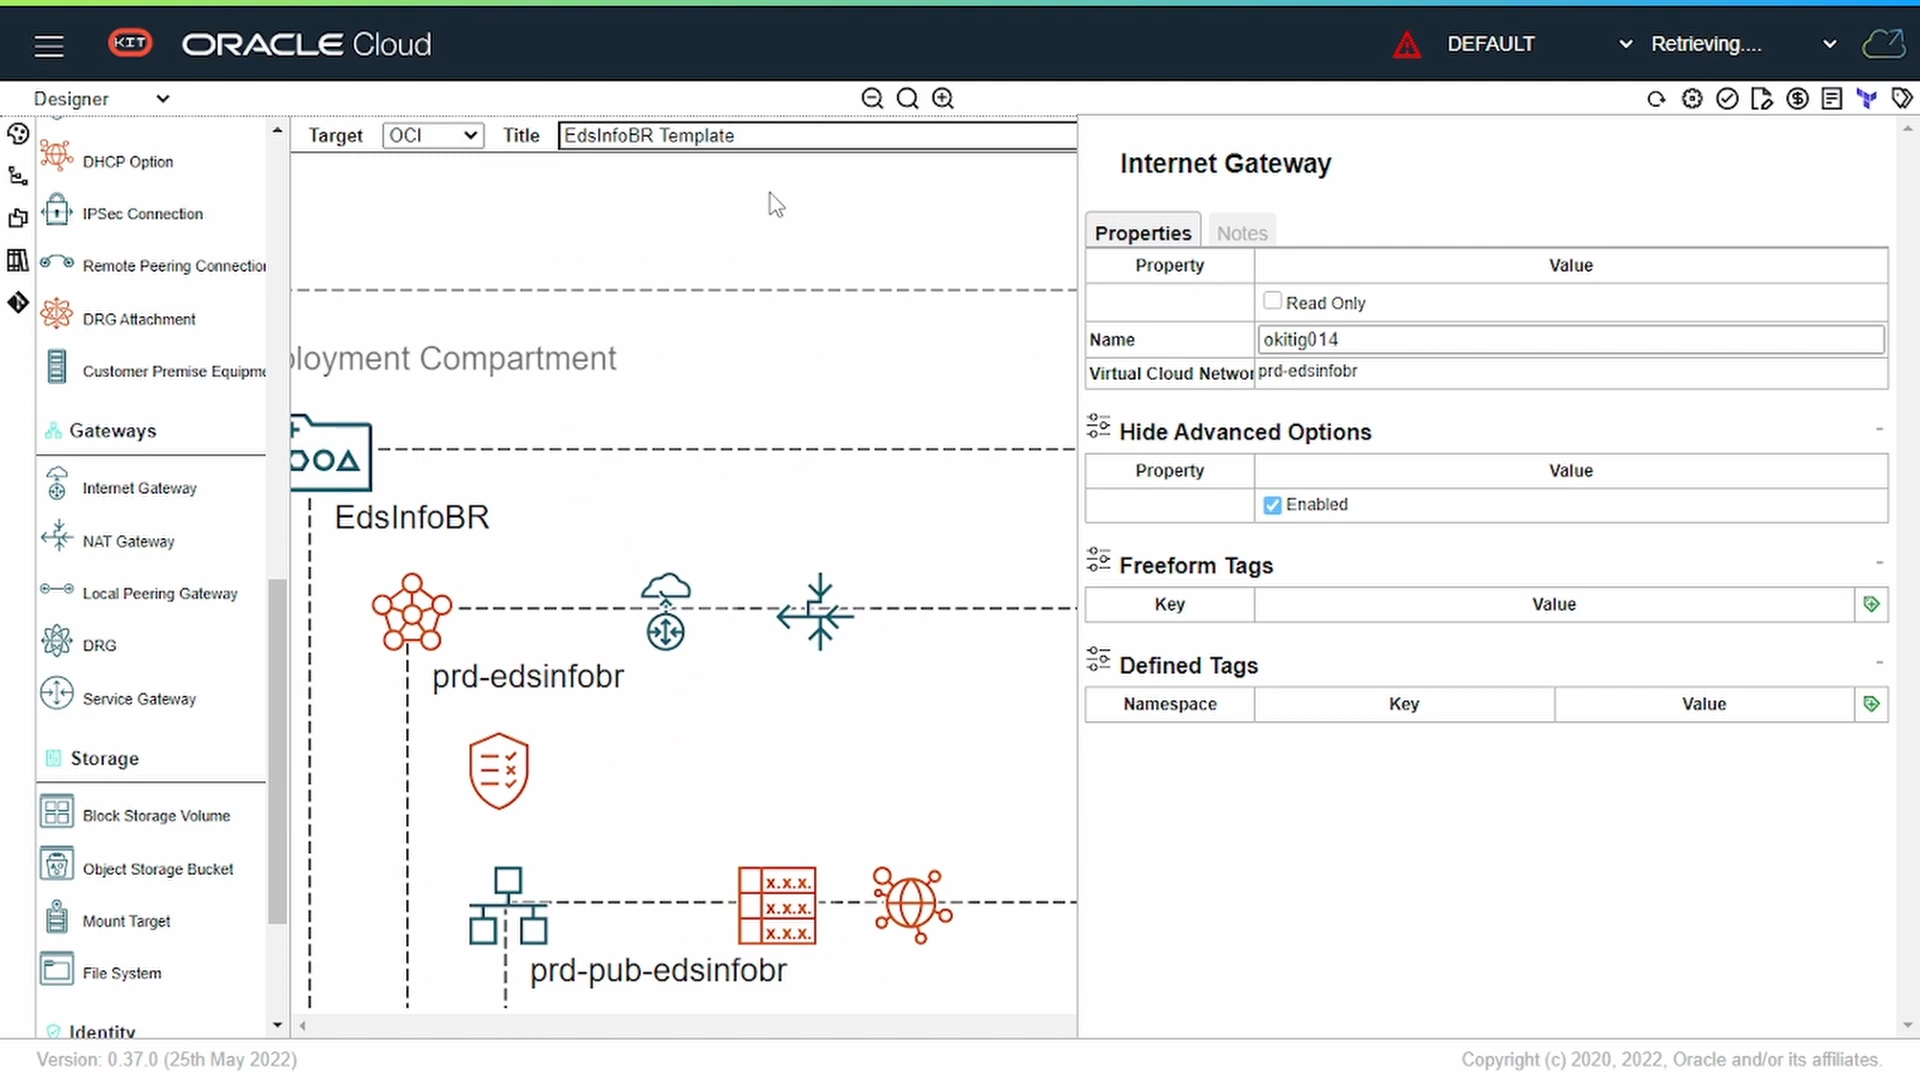 KIT ORACLE Cloud DEFAULT Retrieving....
Designer
Target OCI Title EdsInfoBR Template
DHCP Option
IPSec Connection
Remote Peering Connection
DRG Attachment
Customer Premise Equipme
Gateways
Internet Gateway
NAT Gateway
Local Peering Gateway
DRG
Service Gateway
Storage
Block Storage Volume
Object Storage Bucket
Mount Target
File System
Identity
loyment Compartment
EdsInfoBR
prd-edsinfobr
x.x.x.
x.x.x.
x.x.x.
prd-pub-edsinfobr
Internet Gateway
Properties Notes
Property Value
Read Only
Name okitig014
Virtual Cloud Networ prd-edsinfobr
Hide Advanced Options -
Property Value
Enabled
Freeform Tags -
Key Value
Defined Tags -
Namespace Key Value
Version: 0.37.0 (25th May 2022)
Copyright (c) 2020, 2022, Oracle and/or its affiliates.